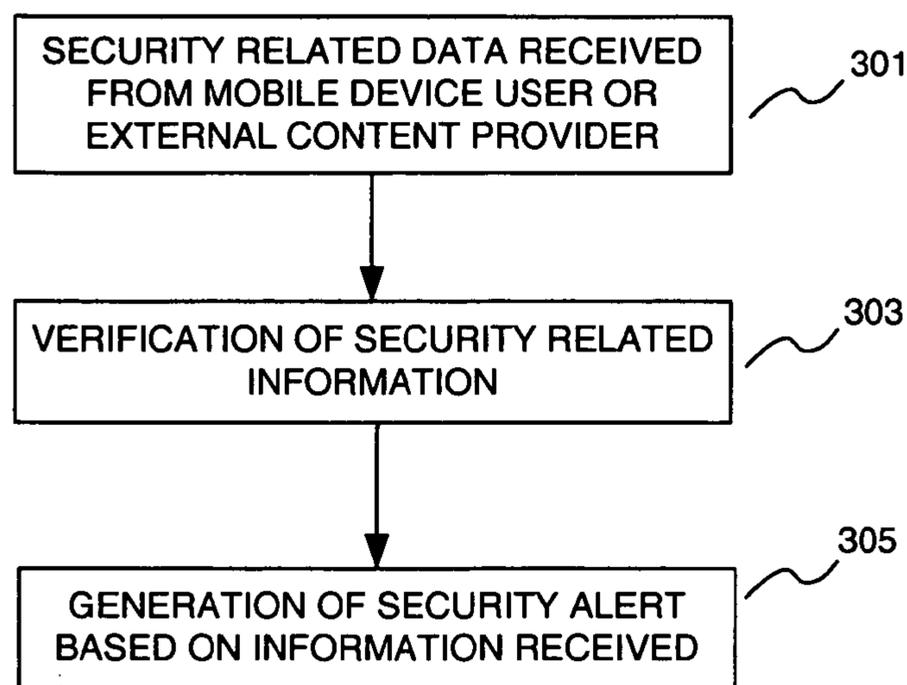 SECURITY RELATED DATA RECEIVED
FROM MOBILE DEVICE USER OR
EXTERNAL CONTENT PROVIDER
301
VERIFICATION OF SECURITY RELATED
INFORMATION
303
GENERATION OF SECURITY ALERT
BASED ON INFORMATION RECEIVED
305